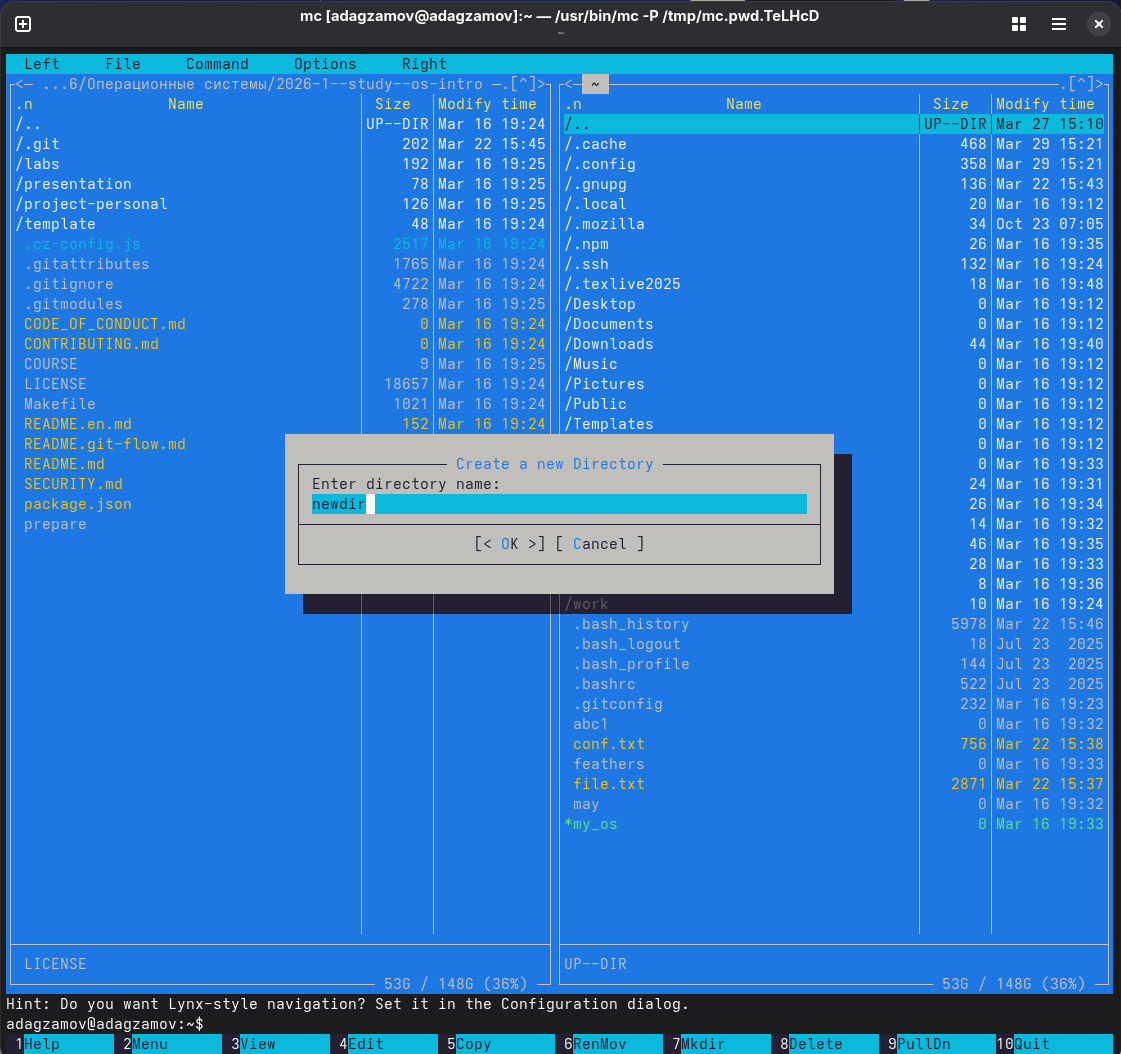 mc [adagzamov@adagzamov]:~ — /usr/bin/mc -P /tmp/mc.pwd.TeLHcD
~
Left File Command Options Right
<— ...6/Операционные системы/2026-1--study--os-intro —.[^]>
.n Name Size Modify time
/.. UP--DIR Mar 16 19:24
/.git 202 Mar 22 15:45
/labs 192 Mar 16 19:25
/presentation 78 Mar 16 19:25
/project-personal 126 Mar 16 19:25
/template 48 Mar 16 19:24
.cz-config.js 2517 Mar 16 19:24
.gitattributes 1765 Mar 16 19:24
.gitignore 4722 Mar 16 19:24
.gitmodules 278 Mar 16 19:25
CODE_OF_CONDUCT.md 0 Mar 16 19:24
CONTRIBUTING.md 0 Mar 16 19:24
COURSE 9 Mar 16 19:25
LICENSE 18657 Mar 16 19:24
Makefile 1021 Mar 16 19:24
README.en.md 152 Mar 16 19:24
README.git-flow.md
README.md
SECURITY.md
package.json
prepare
LICENSE
53G / 148G (36%)
<— ~ .[^]>
.n Name Size Modify time
/.. UP--DIR Mar 27 15:10
/.cache 468 Mar 29 15:21
/.config 358 Mar 29 15:21
/.gnupg 136 Mar 22 15:43
/.local 20 Mar 16 19:12
/.mozilla 34 Oct 23 07:05
/.npm 26 Mar 16 19:35
/.ssh 132 Mar 16 19:24
/.texlive2025 18 Mar 16 19:48
/Desktop 0 Mar 16 19:12
/Documents 0 Mar 16 19:12
/Downloads 44 Mar 16 19:40
/Music 0 Mar 16 19:12
/Pictures 0 Mar 16 19:12
/Public 0 Mar 16 19:12
/Templates 0 Mar 16 19:12
0 Mar 16 19:12
0 Mar 16 19:33
24 Mar 16 19:31
26 Mar 16 19:34
14 Mar 16 19:32
46 Mar 16 19:35
28 Mar 16 19:33
8 Mar 16 19:36
/work 10 Mar 16 19:24
.bash_history 5978 Mar 22 15:46
.bash_logout 18 Jul 23 2025
.bash_profile 144 Jul 23 2025
.bashrc 522 Jul 23 2025
.gitconfig 232 Mar 16 19:23
abc1 0 Mar 16 19:32
conf.txt 756 Mar 22 15:38
feathers 0 Mar 16 19:33
file.txt 2871 Mar 22 15:37
may 0 Mar 16 19:32
*my_os 0 Mar 16 19:33
UP--DIR
53G / 148G (36%)
Create a new Directory
Enter directory name:
newdir
[< OK >] [ Cancel ]
Hint: Do you want Lynx-style navigation? Set it in the Configuration dialog.
adagzamov@adagzamov:~$
1Help 2Menu 3View 4Edit 5Copy 6RenMov 7Mkdir 8Delete 9PullDn 10Quit